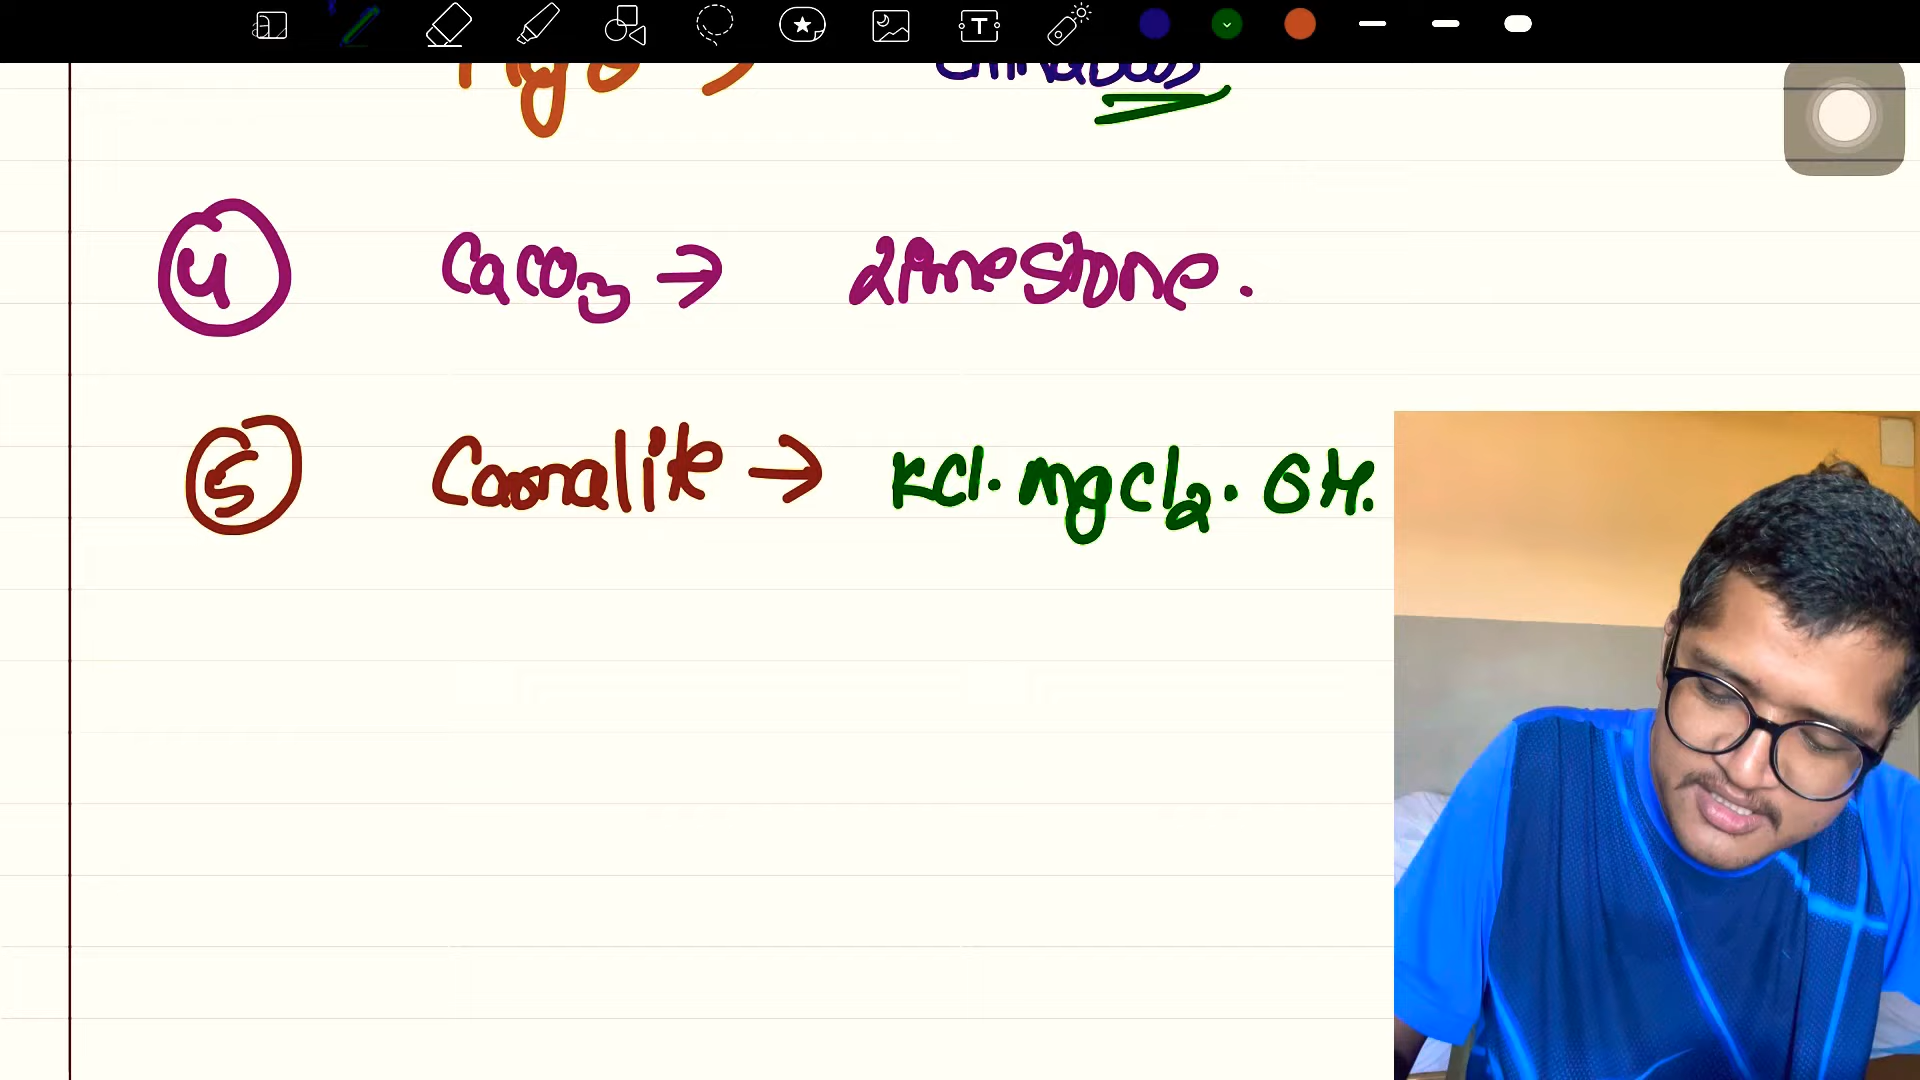 ④ CaCO₃ → Limestone.
⑤ Carnalite → KCl. MgCl₂. 6H.